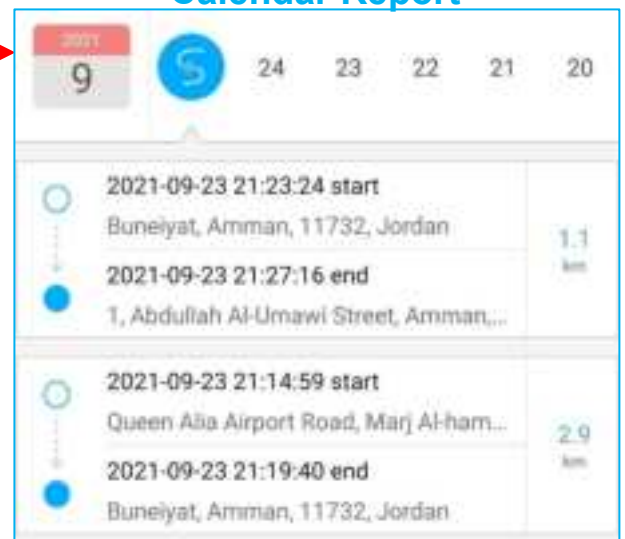 Calendar Report
2021
9
S 24 23 22 21 20
2021-09-23 21:23:24 start
Buneiyat, Amman, 11732, Jordan
1.1
km
2021-09-23 21:27:16 end
1, Abdullah Al-Umawi Street, Amman,...
2021-09-23 21:14:59 start
Queen Alia Airport Road, Marj Al-ham...
2.9
km
2021-09-23 21:19:40 end
Buneiyat, Amman, 11732, Jordan